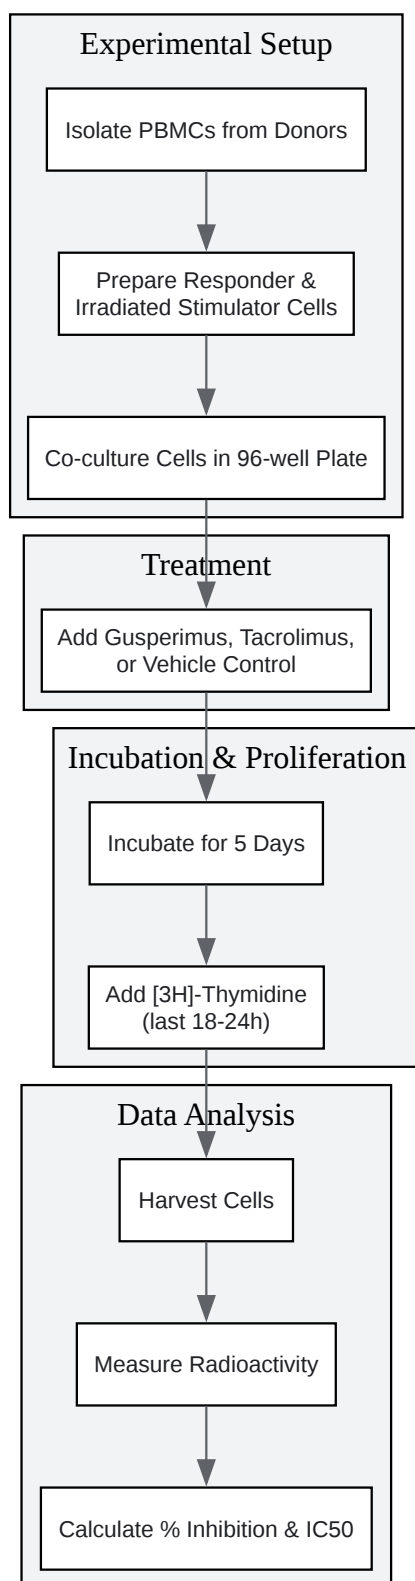 Experimental Setup
Isolate PBMCs from Donors
Prepare Responder &
Irradiated Stimulator Cells
Co-culture Cells in 96-well Plate
Treatment
Add Gusperimus, Tacrolimus,
or Vehicle Control
Incubation & Proliferation
Incubate for 5 Days
Add [3H]-Thymidine
(last 18-24h)
Data Analysis
Harvest Cells
Measure Radioactivity
Calculate % Inhibition & IC50